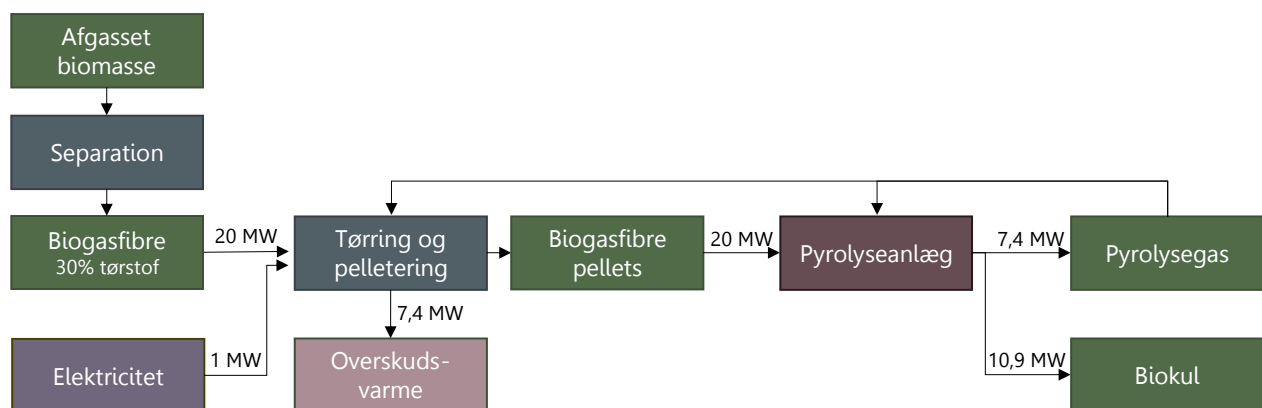 Afgasset
biomasse
Separation
Biogasfibre
30% tørstof
20 MW
Tørring og
pelletering
Biogasfibre
pellets
20 MW
Pyrolyseanlæg
7,4 MW
Pyrolysegas
7,4 MW
Elektricitet
1 MW
Overskuds-
varme
10,9 MW
Biokul